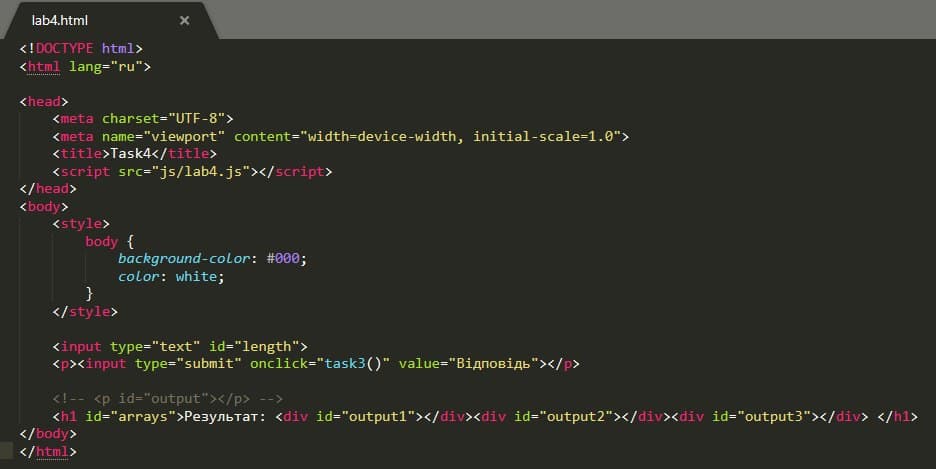 lab4.html ×
<!DOCTYPE html>
<html lang="ru">
<head>
<meta charset="UTF-8">
<meta name="viewport" content="width=device-width, initial-scale=1.0">
<title>Task4</title>
<script src="js/lab4.js"></script>
</head>
<body>
<style>
body {
background-color: #000;
color: white;
}
</style>
<input type="text" id="length">
<p><input type="submit" onclick="task3()" value="Відповідь"></p>
<!-- <p id="output"></p> -->
<h1 id="arrays">Результат: <div id="output1"></div><div id="output2"></div><div id="output3"></div> </h1>
</body>
</html>